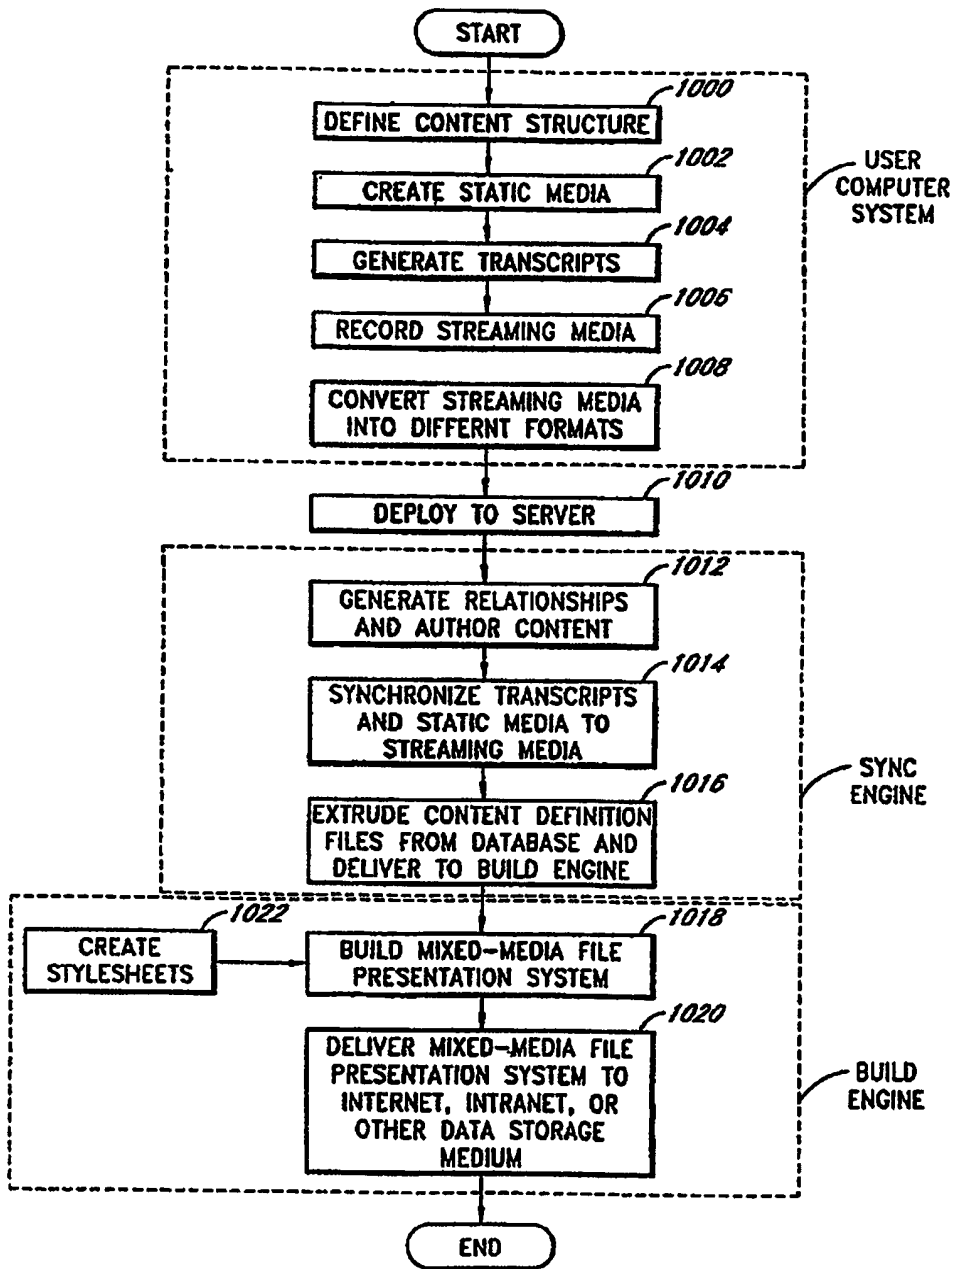 START
1000
DEFINE CONTENT STRUCTURE
1002
CREATE STATIC MEDIA
USER
COMPUTER
SYSTEM
1004
GENERATE TRANSCRIPTS
1006
RECORD STREAMING MEDIA
1008
CONVERT STREAMING MEDIA
INTO DIFFERNT FORMATS
1010
DEPLOY TO SERVER
1012
GENERATE RELATIONSHIPS
AND AUTHOR CONTENT
1014
SYNCHRONIZE TRANSCRIPTS
AND STATIC MEDIA TO
STREAMING MEDIA
SYNC
ENGINE
1016
EXTRUDE CONTENT DEFINITION
FILES FROM DATABASE AND
DELIVER TO BUILD ENGINE
1022
CREATE
STYLESHEETS
1018
BUILD MIXED-MEDIA FILE
PRESENTATION SYSTEM
1020
DELIVER MIXED-MEDIA FILE
PRESENTATION SYSTEM TO
INTERNET, INTRANET, OR
OTHER DATA STORAGE
MEDIUM
BUILD
ENGINE
END